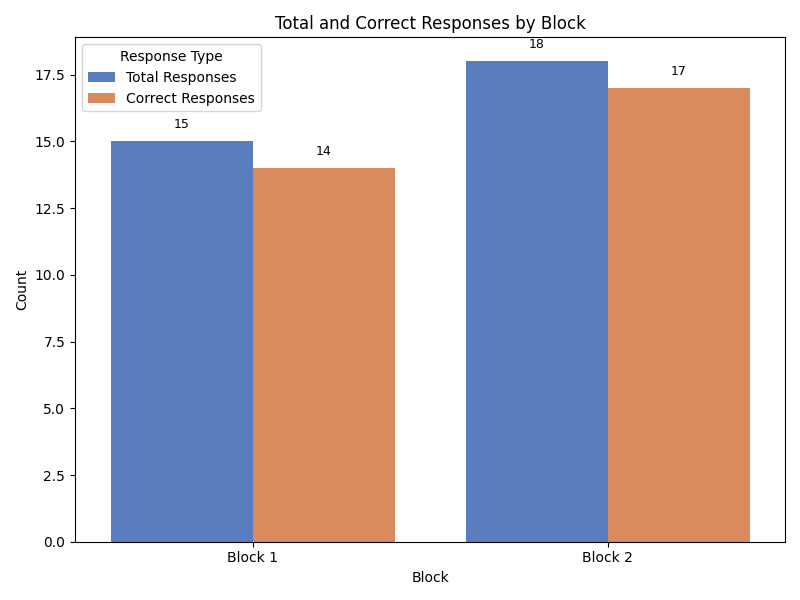 Total and Correct Responses by Block
Response Type
Total Responses
Correct Responses
18
17
15
14
17.5
15.0
12.5
10.0
7.5
5.0
2.5
0.0
Count
Block 1
Block 2
Block